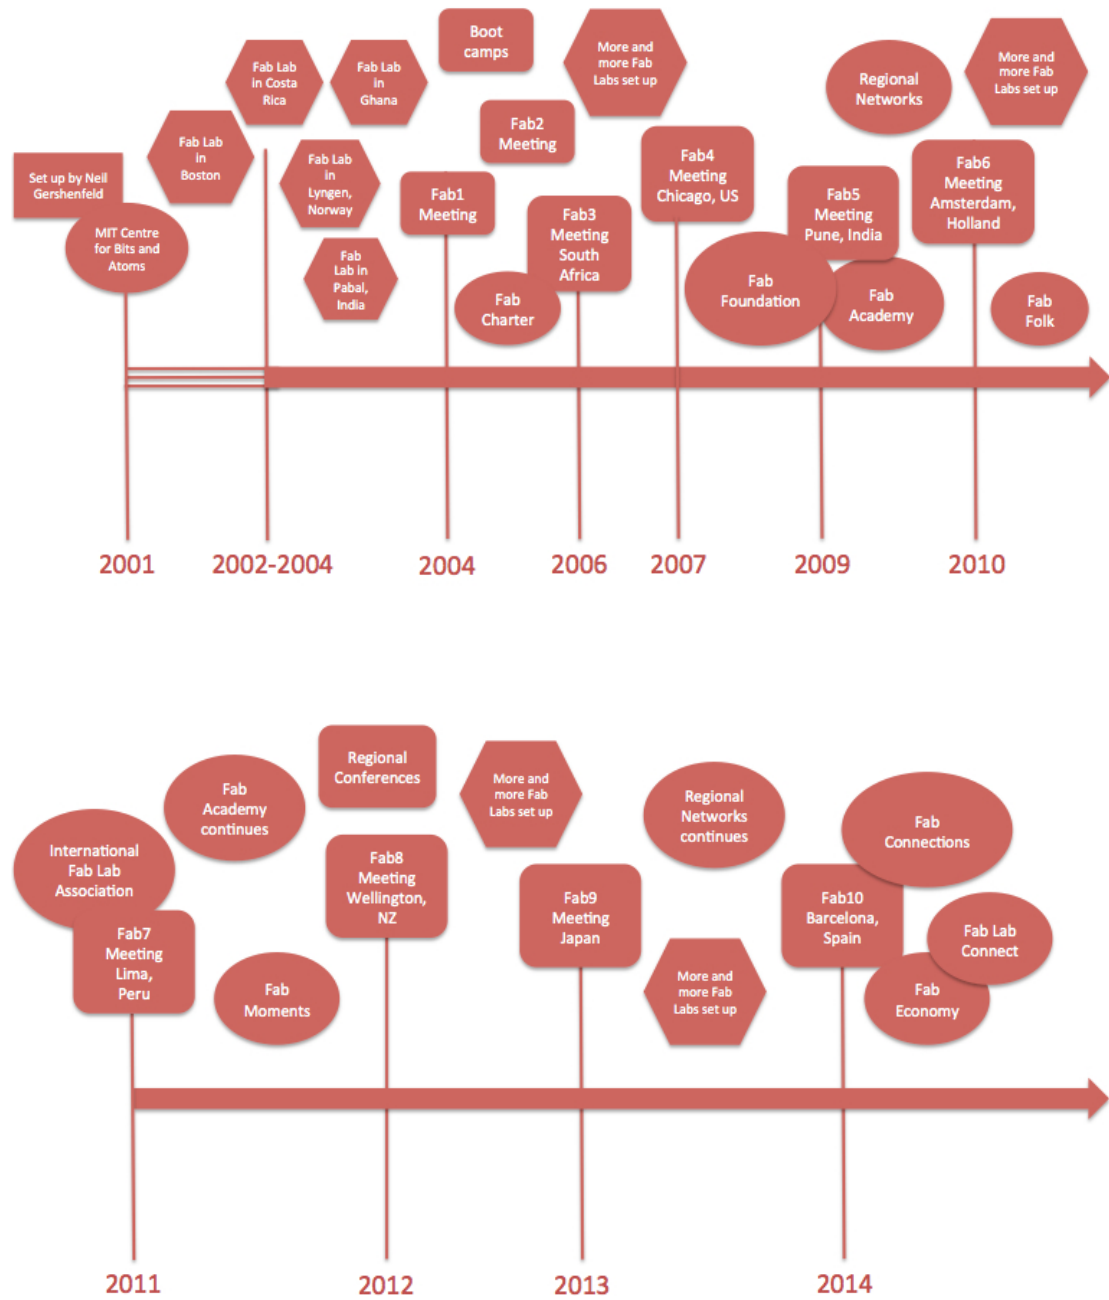 Set up by Neil
Gershenfeld
MIT Centre
for Bits and
Atoms
Fab Lab
in
Boston
Fab Lab
in Costa
Rica
Fab Lab
in
Ghana
Fab Lab
in
Lyngen,
Norway
Fab
Lab in
Pabal,
India
Boot
camps
Fab1
Meeting
Fab2
Meeting
Fab
Charter
More and
more Fab
Labs set up
Fab3
Meeting
South
Africa
Fab4
Meeting
Chicago, US
Fab
Foundation
Fab5
Meeting
Pune, India
Fab
Academy
Regional
Networks
Fab6
Meeting
Amsterdam,
Holland
More and
more Fab
Labs set up
Fab
Folk
2001
2002-2004
2004
2006
2007
2009
2010
International
Fab Lab
Association
Fab7
Meeting
Lima,
Peru
Fab
Academy
continues
Fab
Moments
Regional
Conferences
Fab8
Meeting
Wellington,
NZ
More and
more Fab
Labs set up
Fab9
Meeting
Japan
Regional
Networks
continues
More and
more Fab
Labs set up
Fab10
Barcelona,
Spain
Fab
Connections
Fab Lab
Connect
Fab
Economy
2011
2012
2013
2014